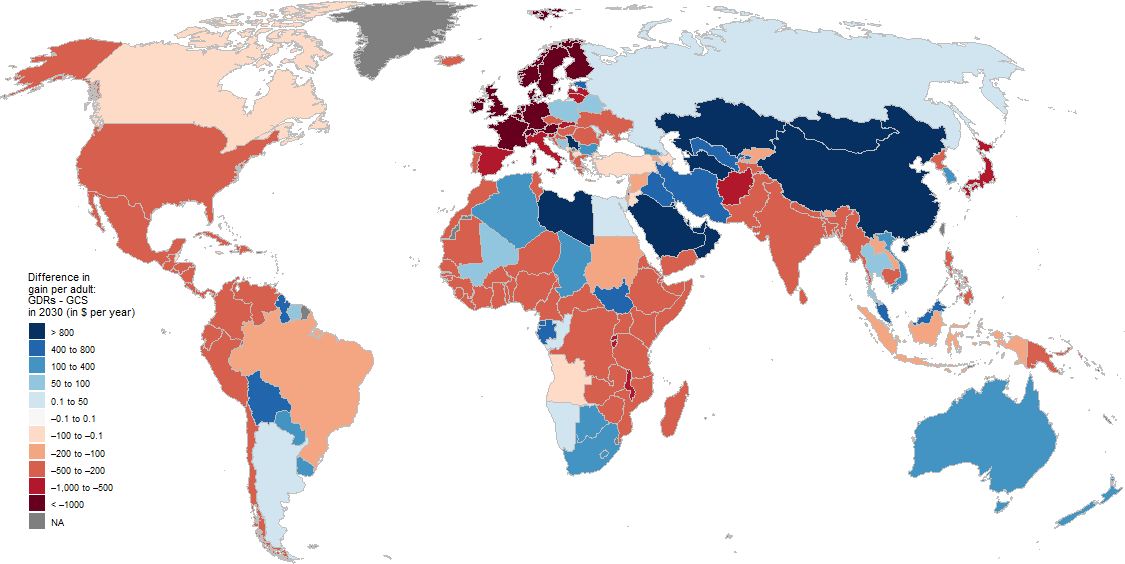 Difference in
gain per adult:
GDRs - GCS
in 2030 (in $ per year)
> 800
400 to 800
100 to 400
50 to 100
0.1 to 50
−0.1 to 0.1
−100 to −0.1
−200 to −100
−500 to −200
−1,000 to −500
< −1000
NA